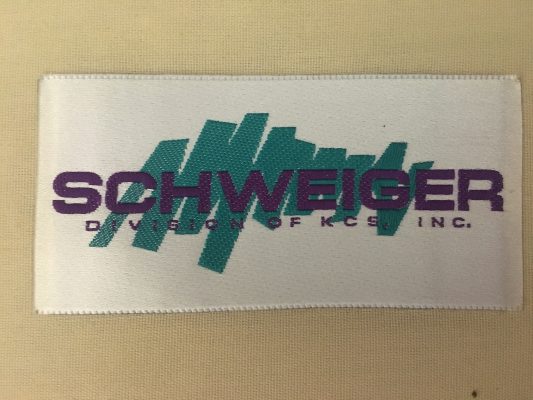 SCHWEIGER
DIVISION OF KCS, INC.